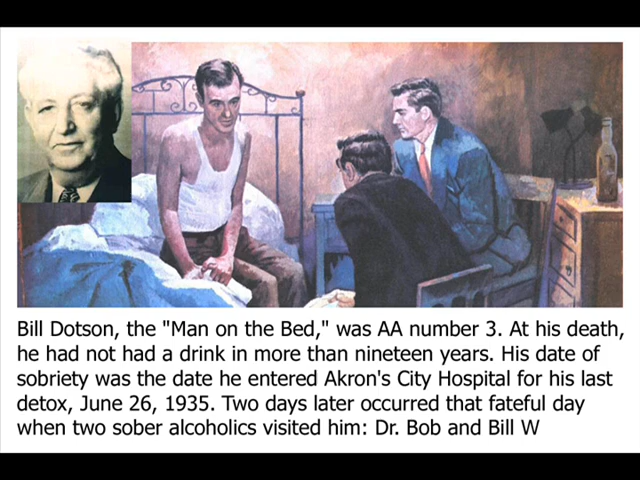 Bill Dotson, the "Man on the Bed," was AA number 3. At his death,
he had not had a drink in more than nineteen years. His date of
sobriety was the date he entered Akron's City Hospital for his last
detox, June 26, 1935. Two days later occurred that fateful day
when two sober alcoholics visited him: Dr. Bob and Bill W